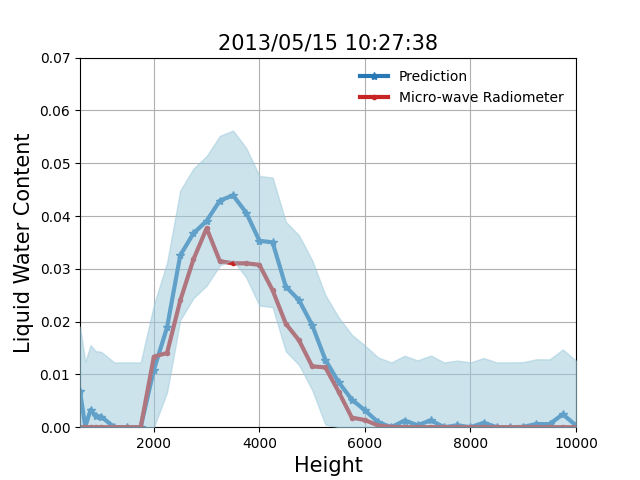 2013/05/15 10:27:38
Liquid Water Content
0.07
0.06
0.05
0.04
0.03
0.02
0.01
0.00
Prediction
Micro-wave Radiometer
2000 4000 6000 8000 10000
Height